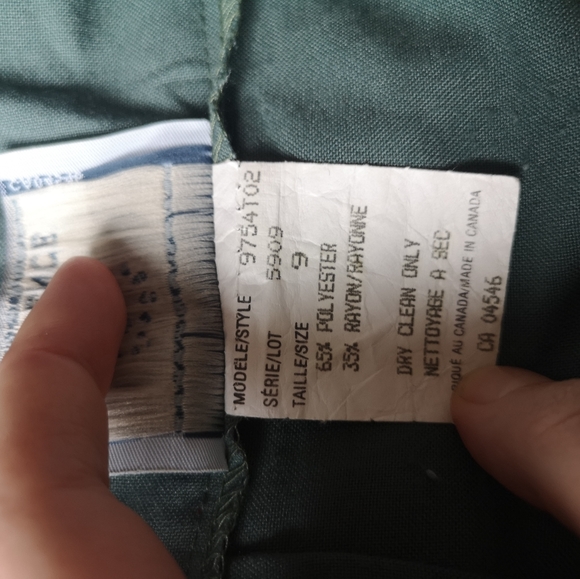 MODÈLE/STYLE 9754T02
SÉRIE/LOT 5909
TAILLE/SIZE 9
65% POLYESTER
35% RAYON/RAYONNE
DRY CLEAN ONLY
NETTOYAGE A SEC
AU CANADA/MADE IN CANADA
CA 04546